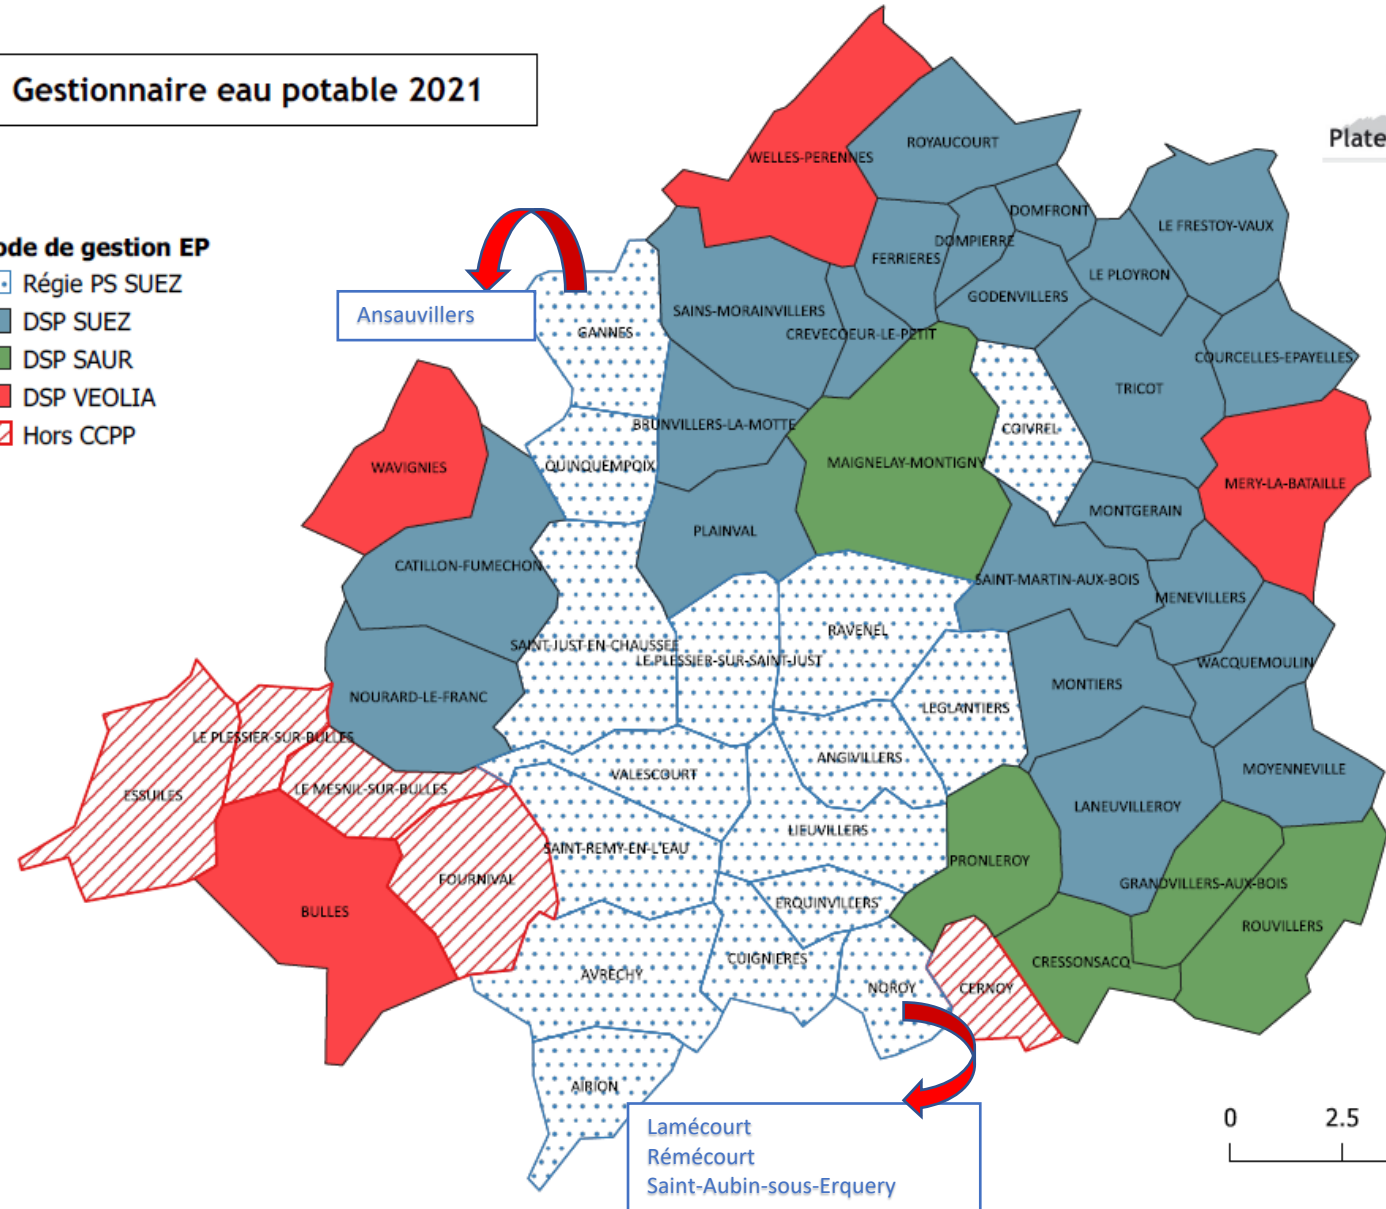 Gestionnaire eau potable 2021
Plate
ode de gestion EP
Régie PS SUEZ
DSP SUEZ
DSP SAUR
DSP VEOLIA
Hors CCPP
Ansauvillers
WELLES-PERENNES
ROYAUCOURT
DOMFRONT
LE FRESTOY-VAUX
DOMPIERRE
FERRIERES
LE PLOYRON
GODENVILLERS
SAINS-MORAINVILLERS
CREVECOEUR-LE-PETIT
GANNES
COURCELLES-EPAYELLES
TRICOT
BRUNVILLERS-LA-MOTTE
COIVREL
QUINQUEMPOIX
WAVIGNIES
MAIGNELAY-MONTIGNY
MERY-LA-BATAILLE
MONTGERAIN
PLAINVAL
CATILLON-FUMECHON
SAINT-MARTIN-AUX-BOIS
MENEVILLERS
RAVENEL
SAINT-JUST-EN-CHAUSSEE
LE PLESSIER-SUR-SAINT-JUST
WACQUEMOULIN
MONTIERS
NOURARD-LE-FRANC
LEGLANTIERS
LE PLESSIER-SUR-BULLES
ANGIVILLERS
MOYENNEVILLE
VALESCOURT
LE MESNIL-SUR-BULLES
ESSUILES
LANEUVILLEROY
LIEUVILLERS
SAINT-REMY-EN-L'EAU
PRONLEROY
FOURNIVAL
GRANDVILLERS-AUX-BOIS
ERQUINVILLERS
BULLES
ROUVILLERS
CUIGNIERES
CRESSONSACQ
AVRECHY
NOROY
CERNOY
AIRION
Lamécourt
Rémécourt
Saint-Aubin-sous-Erquery
0 2.5